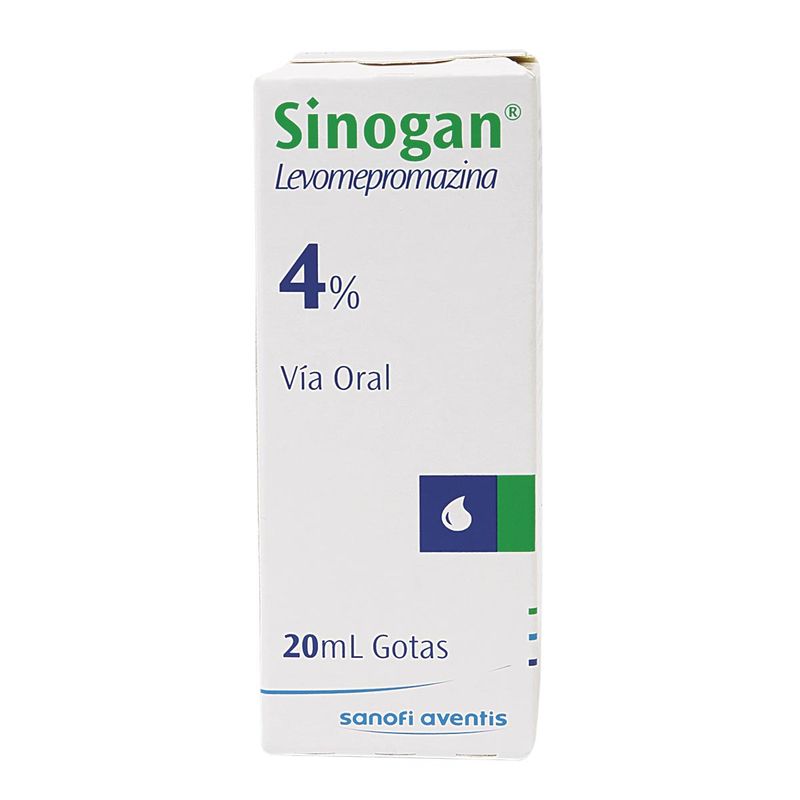 Sinogan®
Levomepromazina
4%
Vía Oral
20mL Gotas
sanofi aventis